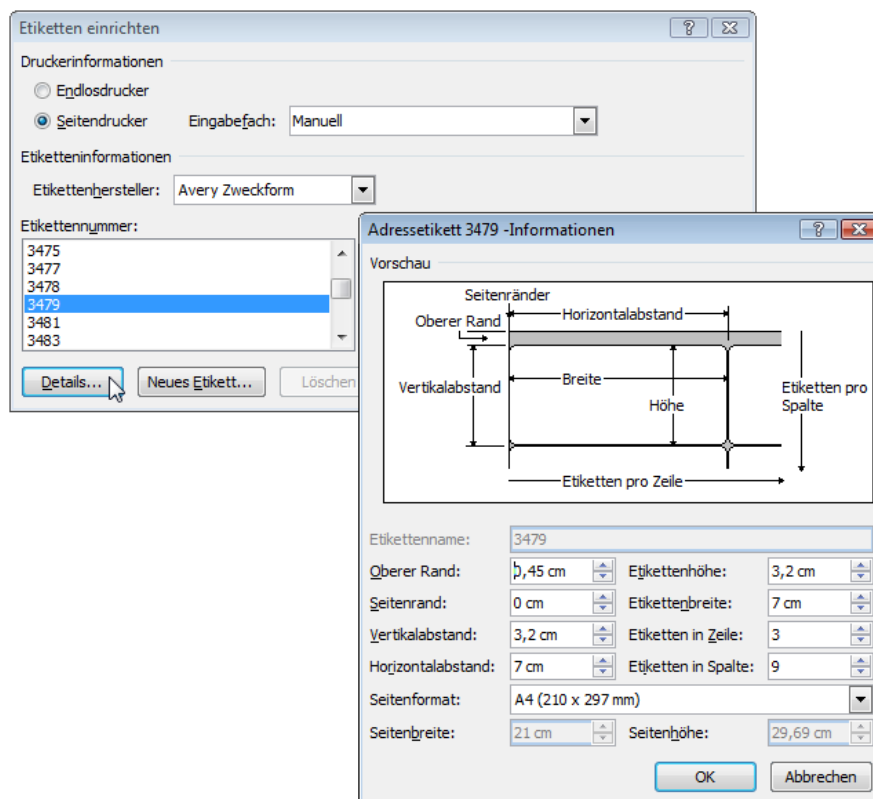 Etiketten einrichten
Druckerinformationen
Endlosdrucker
Seitendrucker Eingabefach: Manuell
Etiketteninformationen
Etikettenhersteller: Avery Zweckform
Etikettennummer:
3475
3477
3478
3479
3481
3483
Details... Neues Etikett... Löschen
Adressetikett 3479 -Informationen
Vorschau
Seitenränder
Oberer Rand Horizontalabstand
Vertikalabstand Breite Etiketten pro
Höhe Spalte
Etiketten pro Zeile
Etikettenname: 3479
Oberer Rand: 0,45 cm Etikettenhöhe: 3,2 cm
Seitenrand: 0 cm Etikettenbreite: 7 cm
Vertikalabstand: 3,2 cm Etiketten in Zeile: 3
Horizontalabstand: 7 cm Etiketten in Spalte: 9
Seitenformat: A4 (210 x 297 mm)
Seitenbreite: 21 cm Seitenhöhe: 29,69 cm
OK Abbrechen